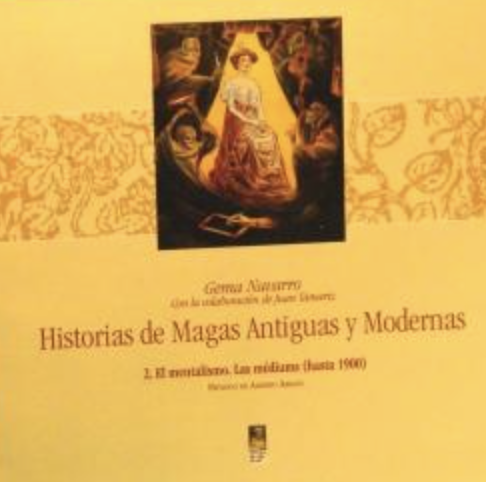 Gema Navarro
Con la colaboración de Juan Tamariz
Historias de Magas Antiguas y Modernas
2. El mentalismo. Las médiums (hasta 1900)